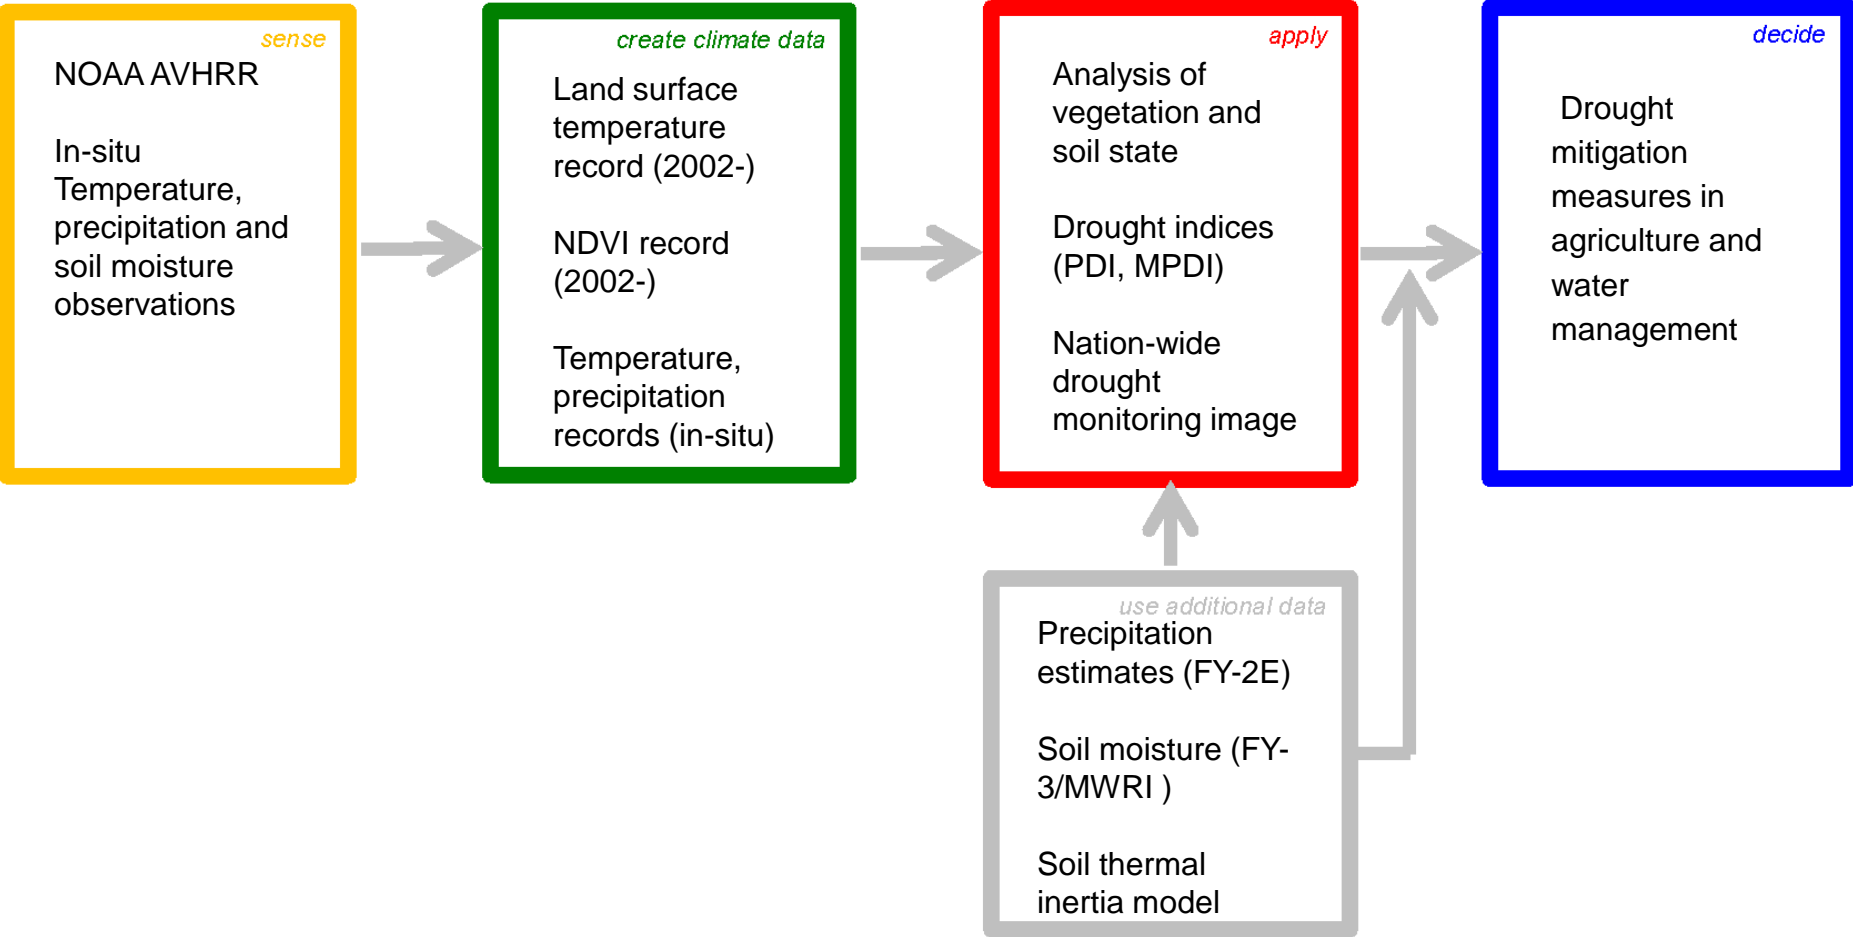 sense
NOAA AVHRR
In-situ
Temperature,
precipitation and
soil moisture
observations
create climate data
Land surface
temperature
record (2002-)
NDVI record
(2002-)
Temperature,
precipitation
records (in-situ)
apply
Analysis of
vegetation and
soil state
Drought indices
(PDI, MPDI)
Nation-wide
drought
monitoring image
decide
Drought
mitigation
measures in
agriculture and
water
management
use additional data
Precipitation
estimates (FY-2E)
Soil moisture (FY-
3/MWRI )
Soil thermal
inertia model